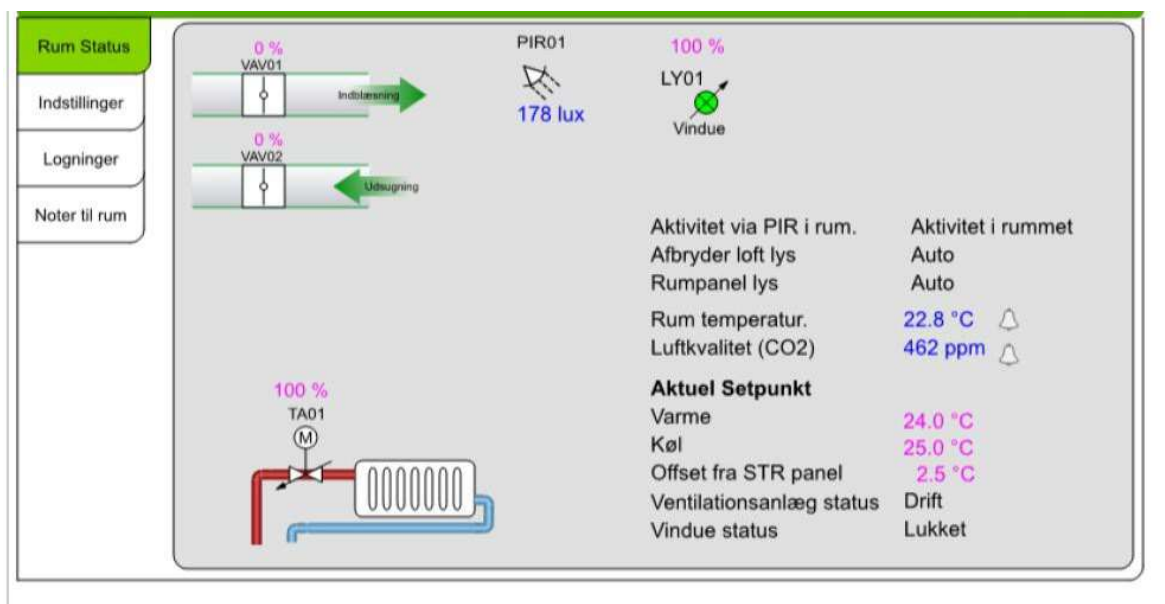 Rum Status
Indstillinger
Logninger
Noter til rum
0 %
VAV01
Indblæsning
0 %
VAV02
Udsugning
PIR01
178 lux
100 %
LY01
Vindue
Aktivitet via PIR i rum. Aktivitet i rummet
Afbryder loft lys Auto
Rumpanel lys Auto
Rum temperatur. 22.8 °C
Luftkvalitet (CO2) 462 ppm
Aktuel Setpunkt
Varme 24.0 °C
Køl 25.0 °C
Offset fra STR panel 2.5 °C
Ventilationsanlæg status Drift
Vindue status Lukket
100 %
TA01
M